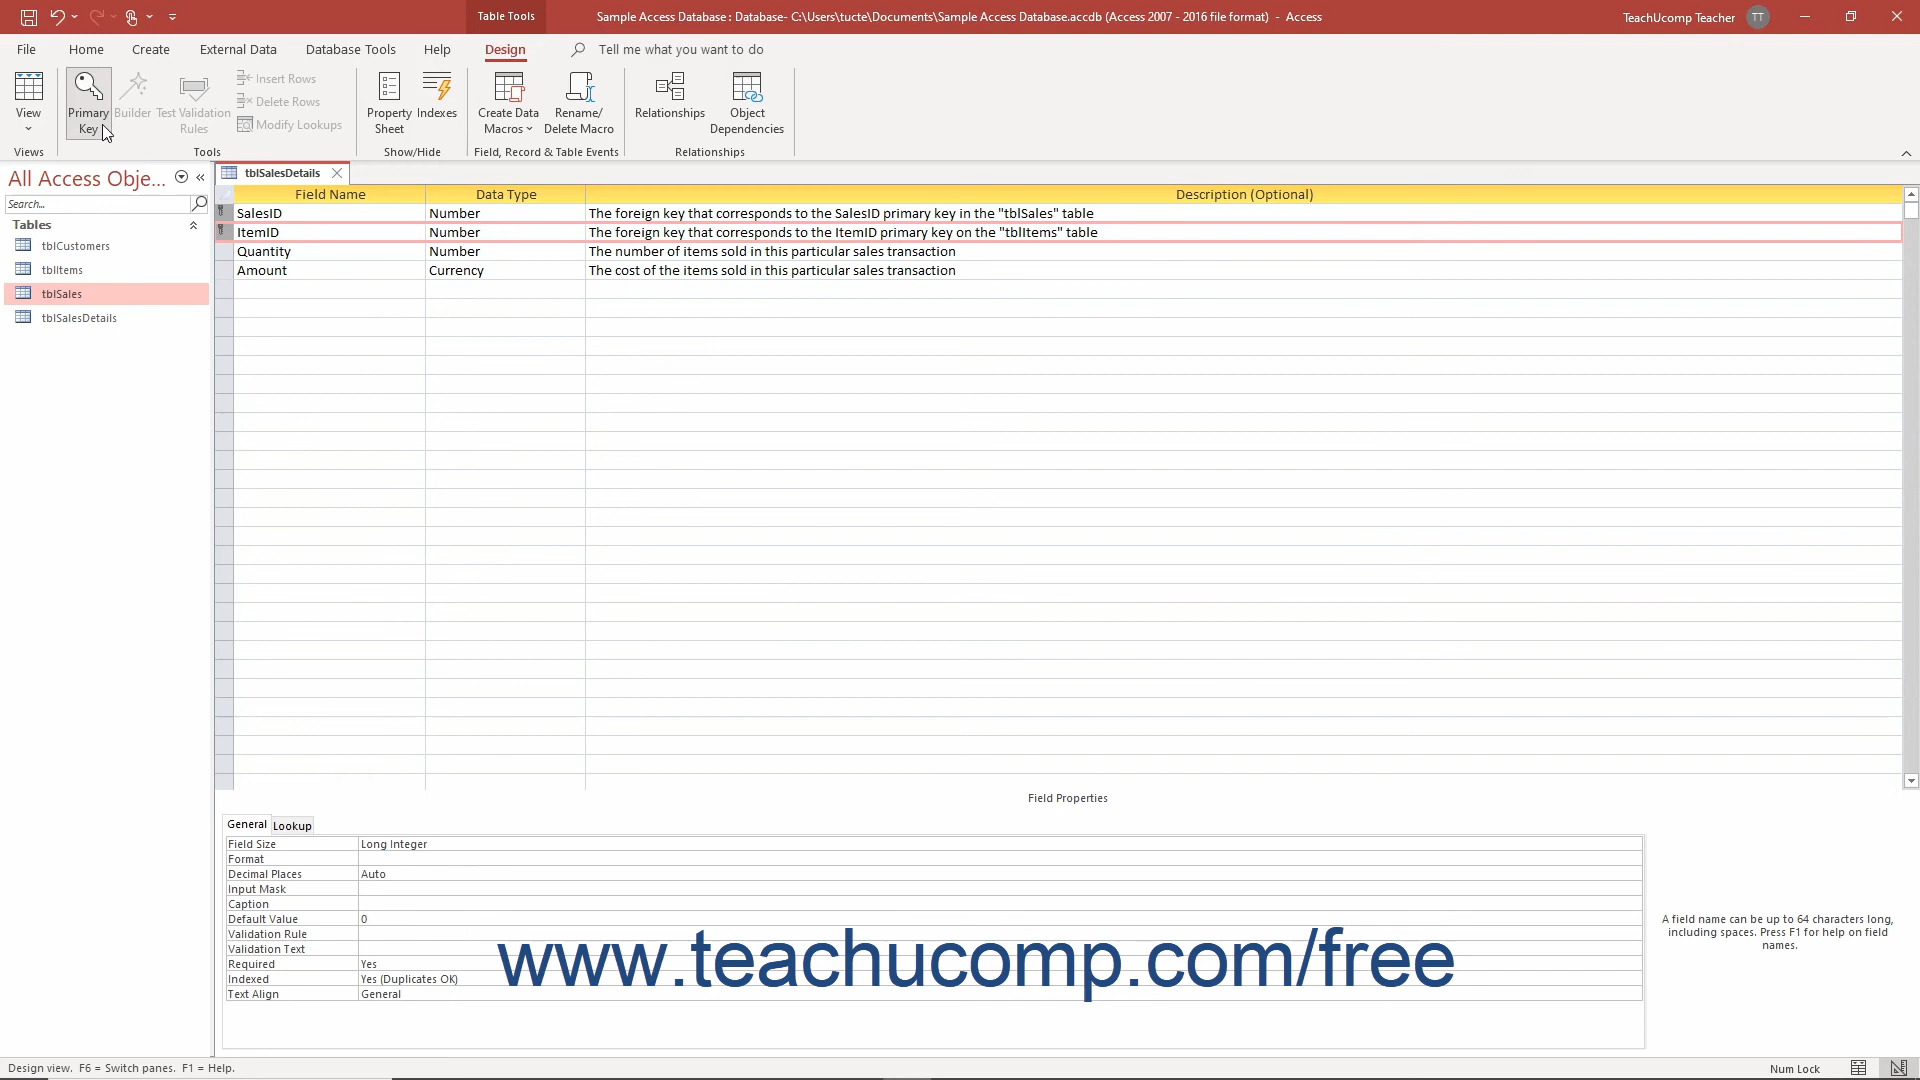 Table Tools
Sample Access Database : Database- C:\Users\tucte\Documents\Sample Access Database.accdb (Access 2007 - 2016 file format)  -  Access
TeachUcomp Teacher
TT
File
Home
Create
External Data
Database Tools
Help
Design
Tell me what you want to do
View
Primary Key
Builder
Test Validation Rules
Insert Rows
Delete Rows
Modify Lookups
Property Sheet
Indexes
Create Data Macros
Rename/ Delete Macro
Relationships
Object Dependencies
Views
Tools
Show/Hide
Field, Record & Table Events
Relationships
All Access Obje...
Search...
Tables
tblCustomers
tblItems
tblSales
tblSalesDetails
tblSalesDetails
Field Name Data Type Description (Optional)
SalesID Number The foreign key that corresponds to the SalesID primary key in the "tblSales" table
ItemID Number The foreign key that corresponds to the ItemID primary key on the "tblItems" table
Quantity Number The number of items sold in this particular sales transaction
Amount Currency The cost of the items sold in this particular sales transaction
Field Properties
General Lookup
Field Size Long Integer
Format
Decimal Places Auto
Input Mask
Caption
Default Value 0
Validation Rule
Validation Text
Required Yes
Indexed Yes (Duplicates OK)
Text Align General
A field name can be up to 64 characters long,
including spaces. Press F1 for help on field
names.
www.teachucomp.com/free
Design view.  F6 = Switch panes.  F1 = Help.
Num Lock